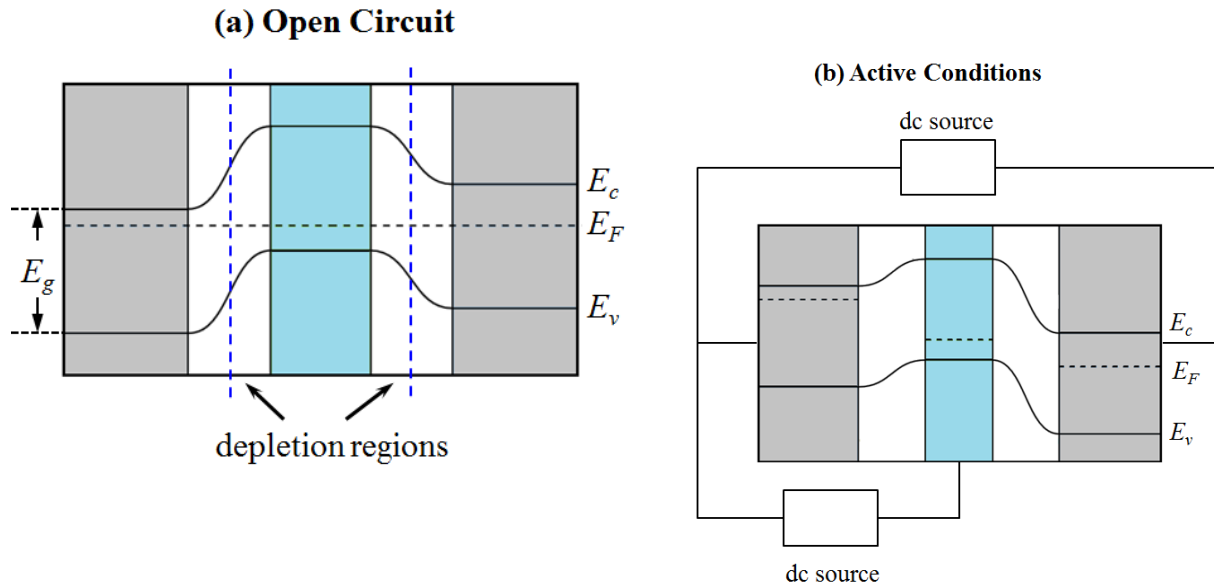 (a) Open Circuit
E_c
E_F
E_g
E_v
depletion regions
(b) Active Conditions
dc source
E_c
E_F
E_v
dc source